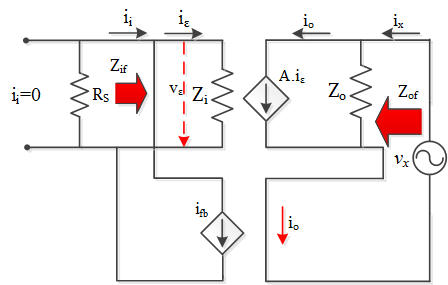 i_i
i_ε
i_o
i_x
Z_if
v_ε
Z_i
A.i_ε
Z_o
Z_of
i_i=0
R_S
v_x
i_fb
i_o